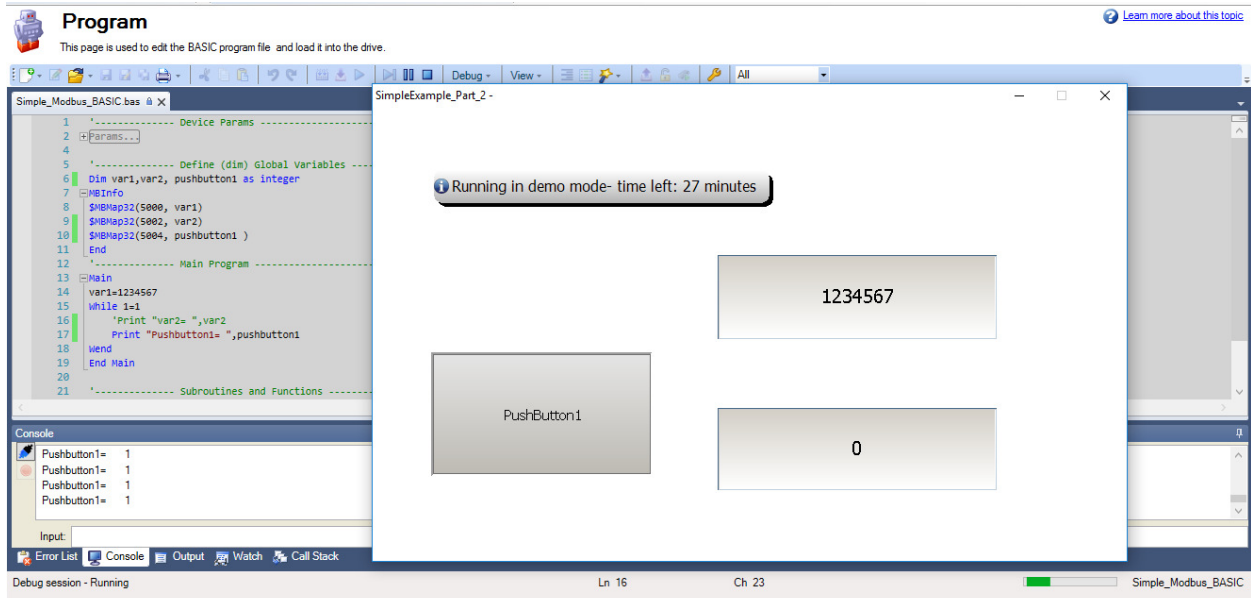 Program
Learn more about this topic
This page is used to edit the BASIC program file and load it into the drive.
Debug View All
Simple_Modbus_BASIC.bas
1 '-------------- Device Params -------------------
2 Params...
4
5 '-------------- Define (dim) Global Variables ----
6 Dim var1,var2, pushbutton1 as integer
7 MBInfo
8 $MBMap32(5000, var1)
9 $MBMap32(5002, var2)
10 $MBMap32(5004, pushbutton1 )
11 End
12 '-------------- Main Program --------------------
13 Main
14 var1=1234567
15 While 1=1
16 'Print "var2= ",var2
17 Print "Pushbutton1= ",pushbutton1
18 Wend
19 End Main
20
21 '-------------- Subroutines and Functions -------
SimpleExample_Part_2 -
Running in demo mode- time left: 27 minutes
1234567
PushButton1
0
Console
Pushbutton1= 1
Pushbutton1= 1
Pushbutton1= 1
Pushbutton1= 1
Input:
Error List Console Output Watch Call Stack
Debug session - Running Ln 16 Ch 23 Simple_Modbus_BASIC